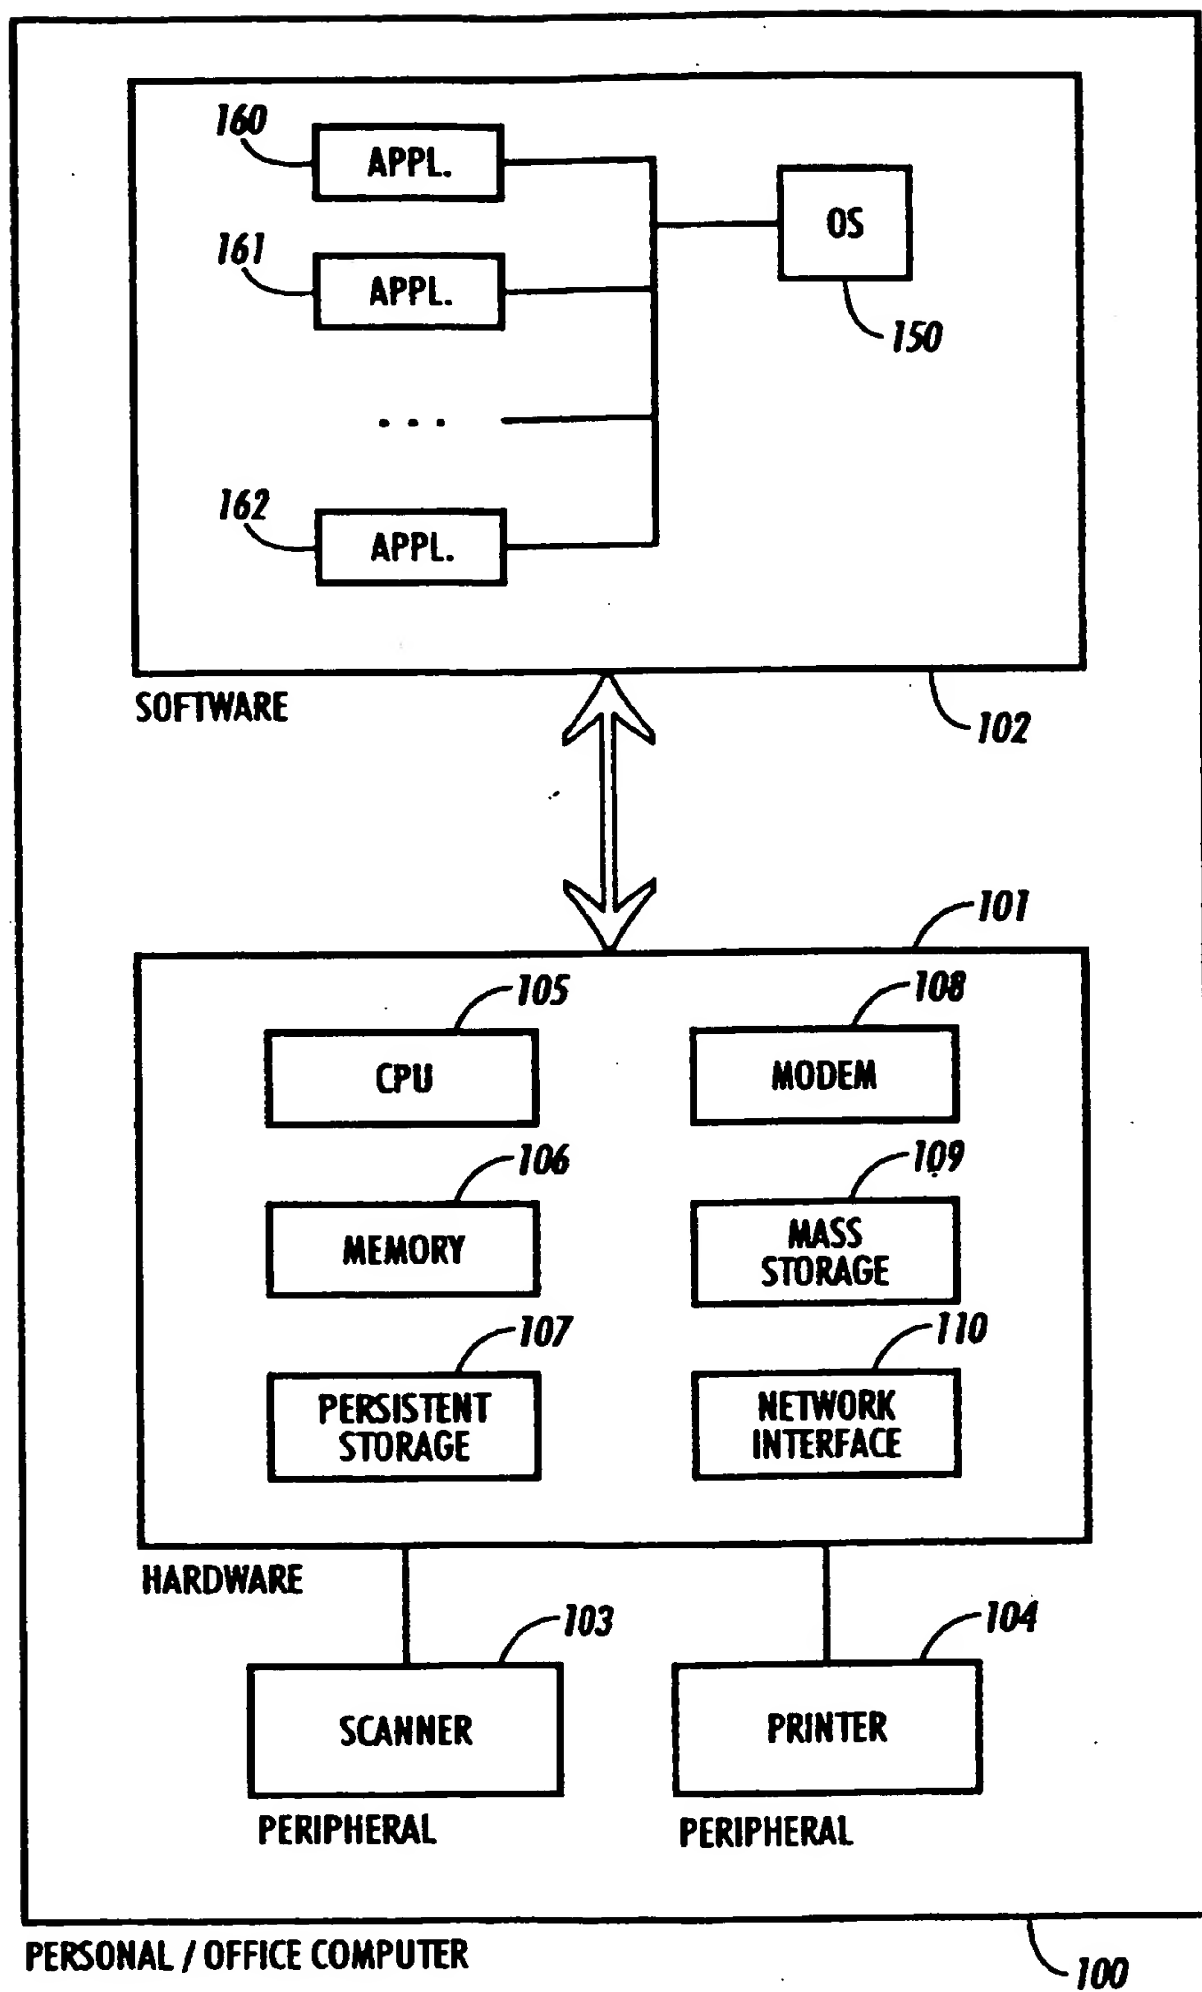 160
APPL.
OS
161
APPL.
150
. . .
162
APPL.
SOFTWARE
102
101
105
CPU
108
MODEM
106
MEMORY
109
MASS
STORAGE
107
PERSISTENT
STORAGE
110
NETWORK
INTERFACE
HARDWARE
103
SCANNER
PERIPHERAL
104
PRINTER
PERIPHERAL
PERSONAL / OFFICE COMPUTER
100